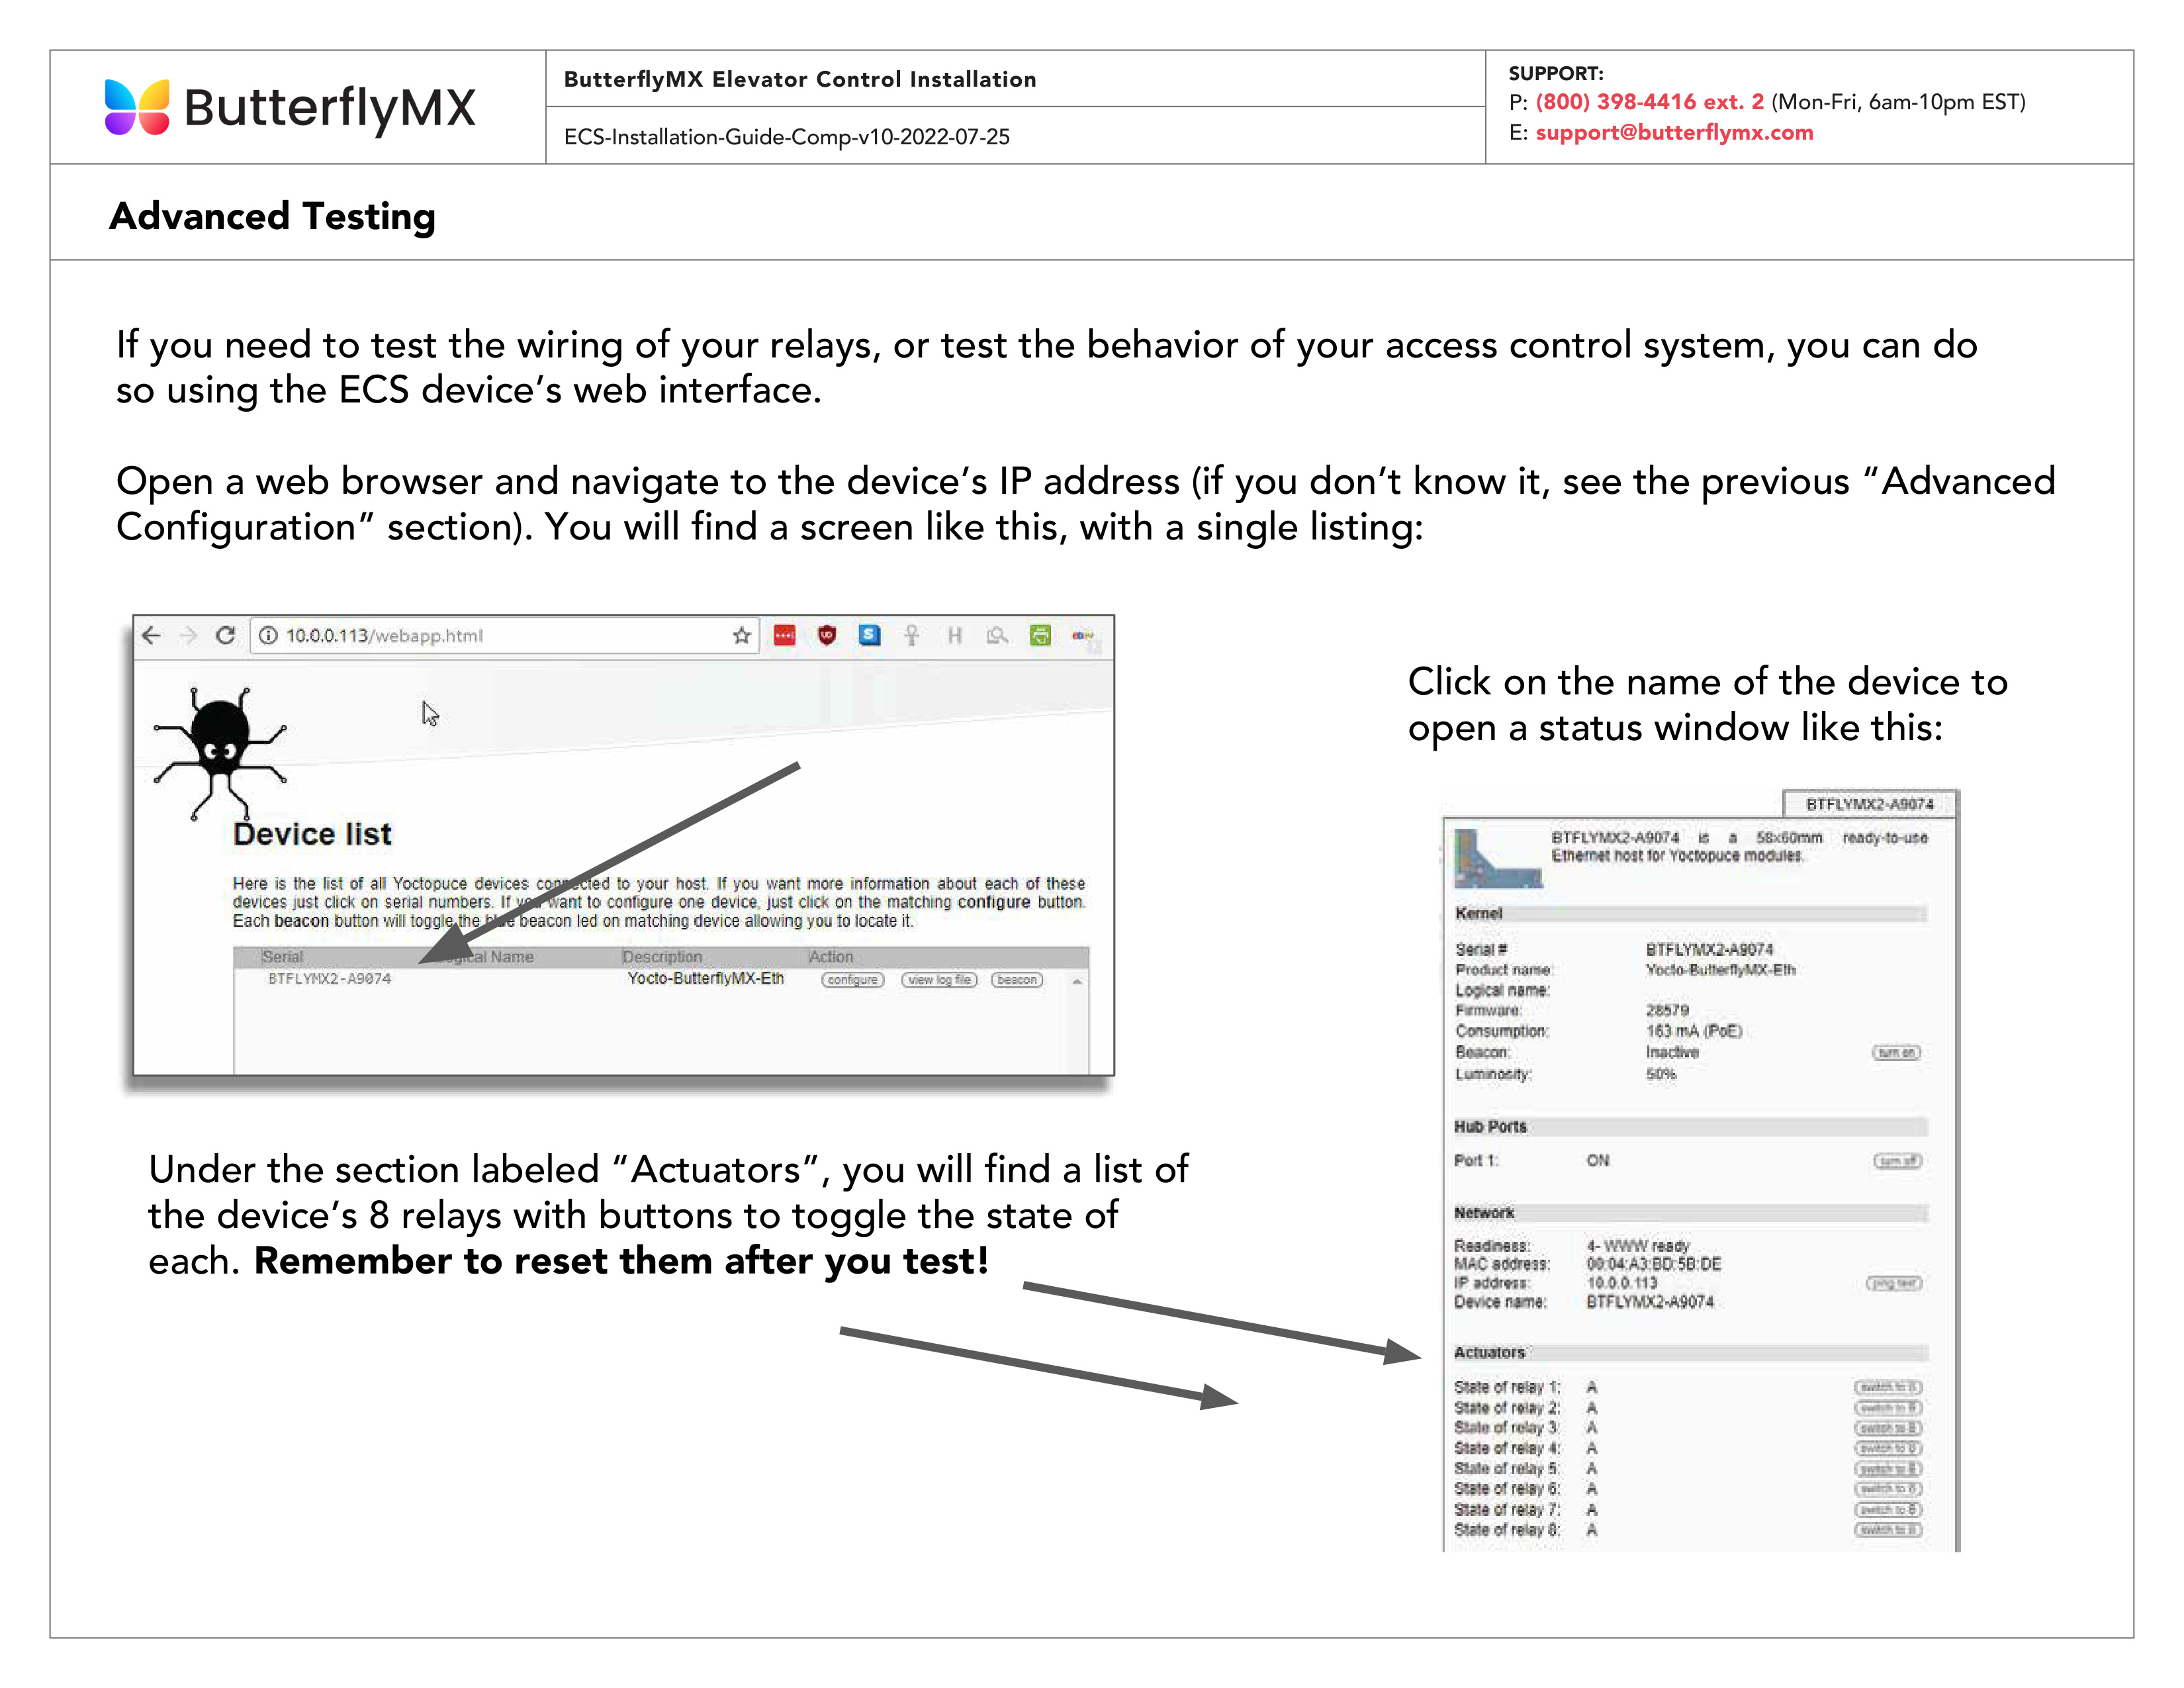 ButterflyMX
ButterflyMX Elevator Control Installation
ECS-Installation-Guide-Comp-v10-2022-07-25
SUPPORT:
P: (800) 398-4416 ext. 2 (Mon-Fri, 6am-10pm EST)
E: support@butterflymx.com
Advanced Testing
If you need to test the wiring of your relays, or test the behavior of your access control system, you can do
so using the ECS device's web interface.
Open a web browser and navigate to the device's IP address (if you don't know it, see the previous "Advanced
Configuration" section). You will find a screen like this, with a single listing:
10.0.0.113/webapp.html
Device list
Here is the list of all Yoctopuce devices connected to your host. If you want more information about each of these
devices just click on serial numbers. If you want to configure one device, just click on the matching configure button.
Each beacon button will toggle the blue beacon led on matching device allowing you to locate it.
Serial Logical Name Description Action
BTFLYMX2-A9074 Yocto-ButterflyMX-Eth configure view log file beacon
Click on the name of the device to
open a status window like this:
BTFLYMX2-A9074
BTFLYMX2-A9074 is a 58x60mm ready-to-use
Ethernet host for Yoctopuce modules.
Kernel
Serial # BTFLYMX2-A9074
Product name: Yocto-ButterflyMX-Eth
Logical name:
Firmware: 28579
Consumption: 163 mA (PoE)
Beacon: Inactive turn on
Luminosity: 50%
Hub Ports
Port 1: ON turn off
Network
Readiness: 4- WWW ready
MAC address: 00:04:A3:BD:5B:DE
IP address: 10.0.0.113 ping test
Device name: BTFLYMX2-A9074
Actuators
State of relay 1: A switch to B
State of relay 2: A switch to B
State of relay 3: A switch to B
State of relay 4: A switch to B
State of relay 5: A switch to B
State of relay 6: A switch to B
State of relay 7: A switch to B
State of relay 8: A switch to B
Under the section labeled "Actuators", you will find a list of
the device's 8 relays with buttons to toggle the state of
each. Remember to reset them after you test!